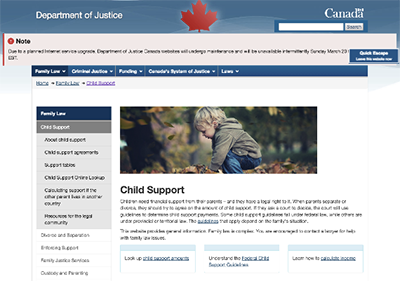 Department of Justice
Canada
Search
Note
Due to a planned Internet service upgrade, Department of Justice Canada websites will undergo maintenance and will be unavailable intermittently Sunday March 20
EDT.
Quick Escape
Leave this website now
Family Law
Criminal Justice
Funding
Canada's System of Justice
Laws
Home → Family Law → Child Support
Family Law
Child Support
About child support
Child support agreements
Support tables
Child Support Online Lookup
Calculating support if the
other parent lives in another
country
Resources for the legal
community
Divorce and Separation
Enforcing Support
Family Justice Services
Custody and Parenting
Child Support
Children need financial support from their parents – and they have a legal right to it. When parents separate or
divorce, they should try to agree on the amount of child support. If they use a court to decide, the court will use
guidelines to determine child support payments. Some child support guidelines fall under federal law, while others are
under provincial or territorial law. The guidelines that apply depend on the family's situation.
This website provides general information. Family law is complex. You are encouraged to contact a lawyer for help
with family law issues.
Look up child support amounts
Understand the Federal Child
Support Guidelines
Learn how to calculate income